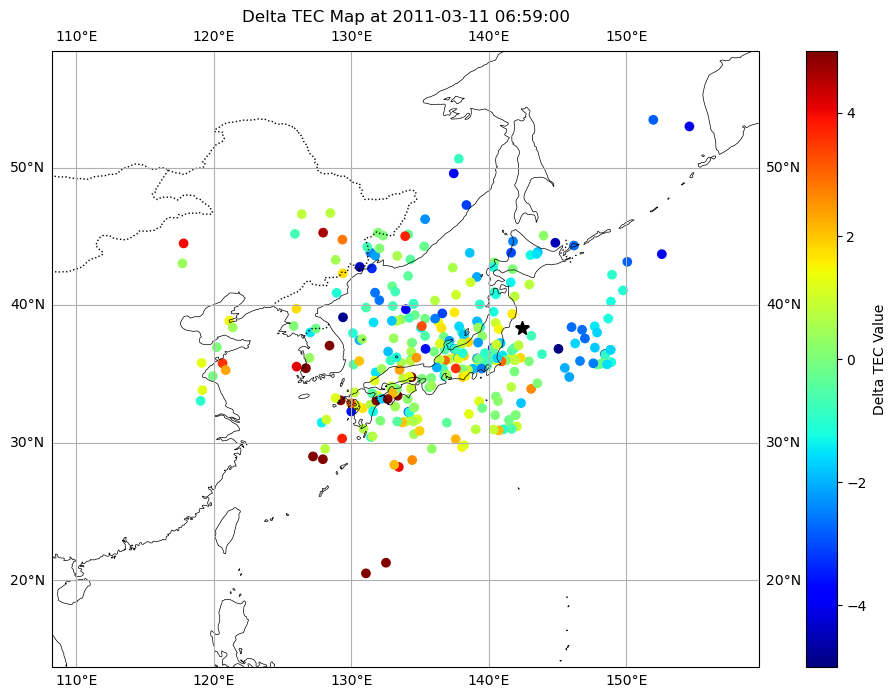 Delta TEC Map at 2011-03-11 06:59:00
110°E 120°E 130°E 140°E 150°E
50°N 50°N
40°N 40°N
30°N 30°N
20°N 20°N
110°E 120°E 130°E 140°E 150°E
4
2
0
−2
−4
Delta TEC Value